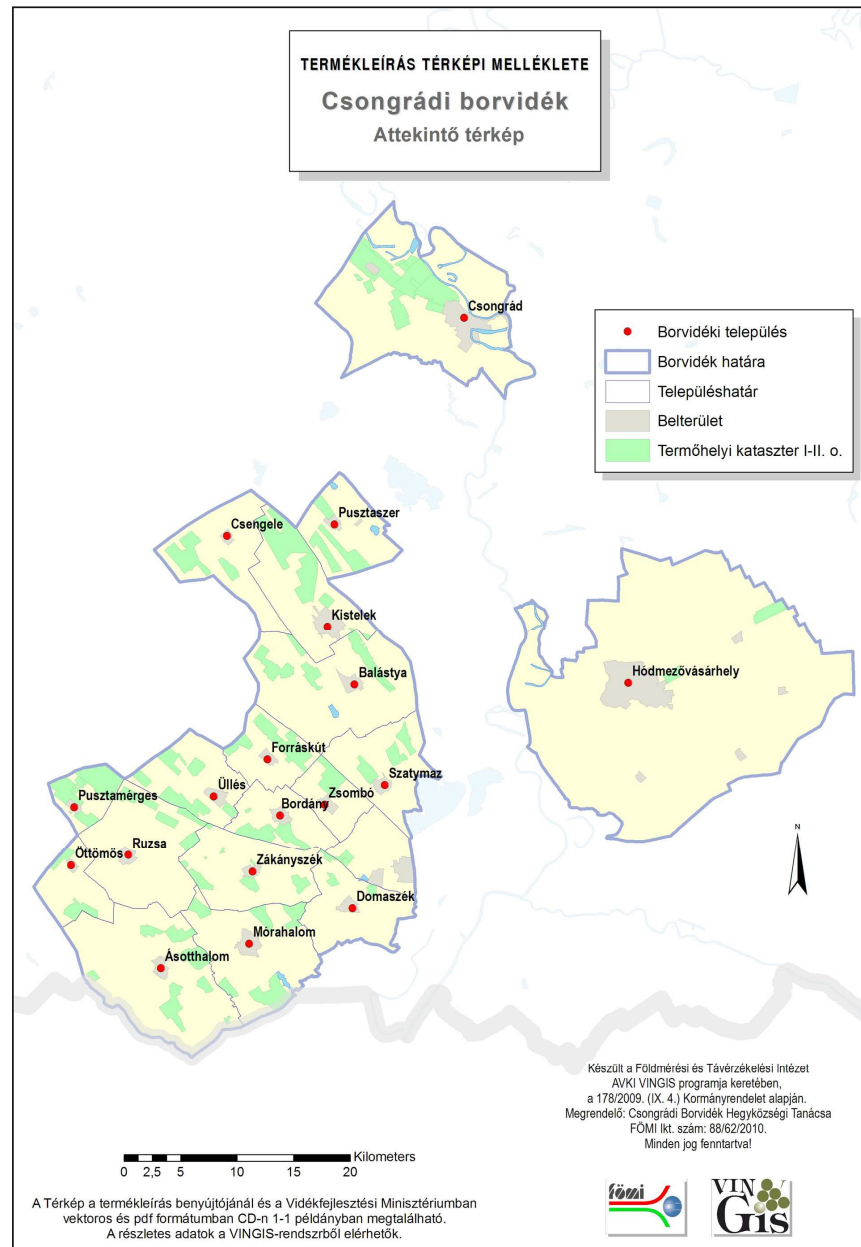 TERMÉKLEÍRÁS TÉRKÉPI MELLÉKLETE
Csongrádi borvidék
Attekintő térkép
Csongrád
Borvidéki település
Borvidék határa
Településhatár
Belterület
Termőhelyi kataszter I-II. o.
Pusztaszer
Csengele
Kistelek
Balástya
Hódmezővásárhely
Forráskút
Szatymaz
Üllés
Zsombó
Pusztamérges
Bordány
Ruzsa
Öttömös
Zákányszék
Domaszék
Mórahalom
Ásotthalom
N
Készült a Földmérési és Távérzékelési Intézet
AVKI VINGIS programja keretében,
a 178/2009. (IX. 4.) Kormányrendelet alapján.
Megrendelő: Csongrádi Borvidék Hegyközségi Tanácsa
FÖMI Ikt. szám: 88/62/2010.
Minden jog fenntartva!
Kilometers
0 2,5 5 10 15 20
A Térkép a termékleírás benyújtójánál és a Vidékfejlesztési Minisztériumban
vektoros és pdf formátumban CD-n 1-1 példányban megtalálható.
A részletes adatok a VINGIS-rendszrből elérhetők.
fömi
VIN
Gis